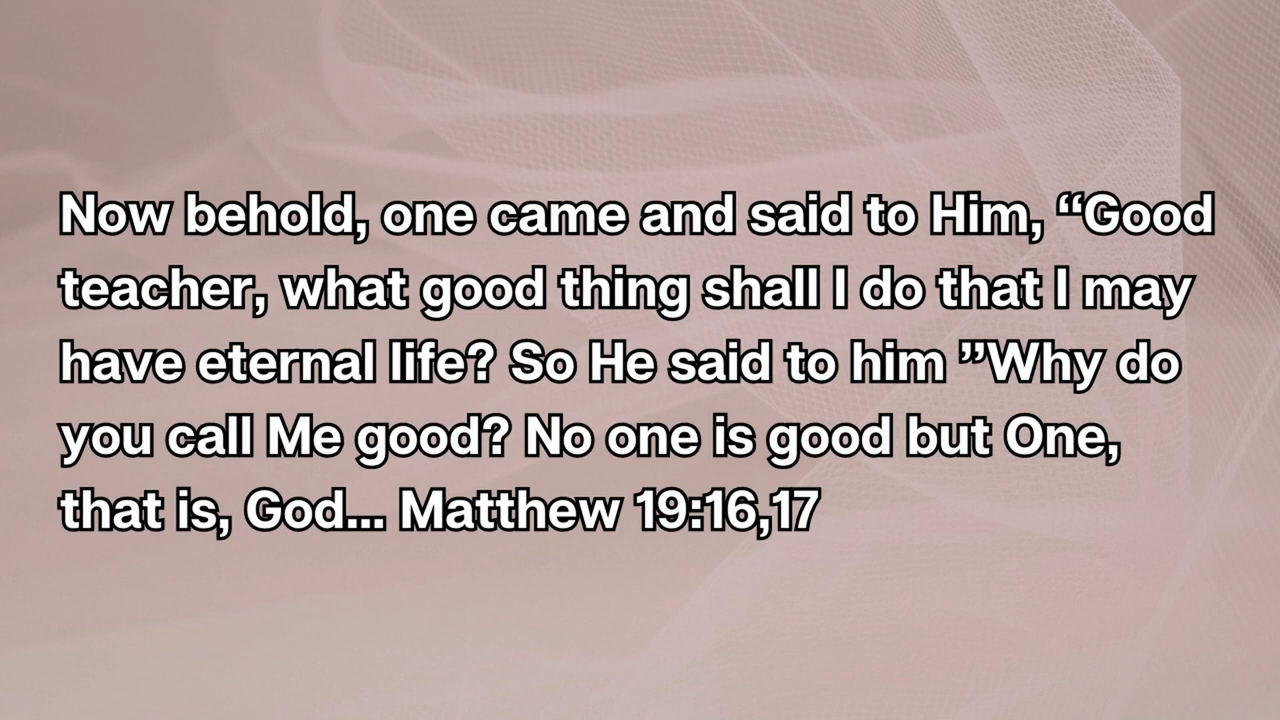 Now behold, one came and said to Him, “Good
teacher, what good thing shall I do that I may
have eternal life? So He said to him ”Why do
you call Me good? No one is good but One,
that is, God... Matthew 19:16,17